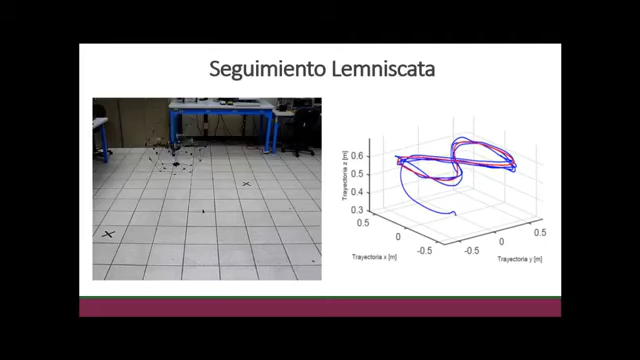 Seguimiento Lemniscata
Trayectoria z [m]
0.6
0.5
0.4
0.3
0.5
0
-0.5
Trayectoria x [m]
-0.5
0
0.5
Trayectoria y [m]